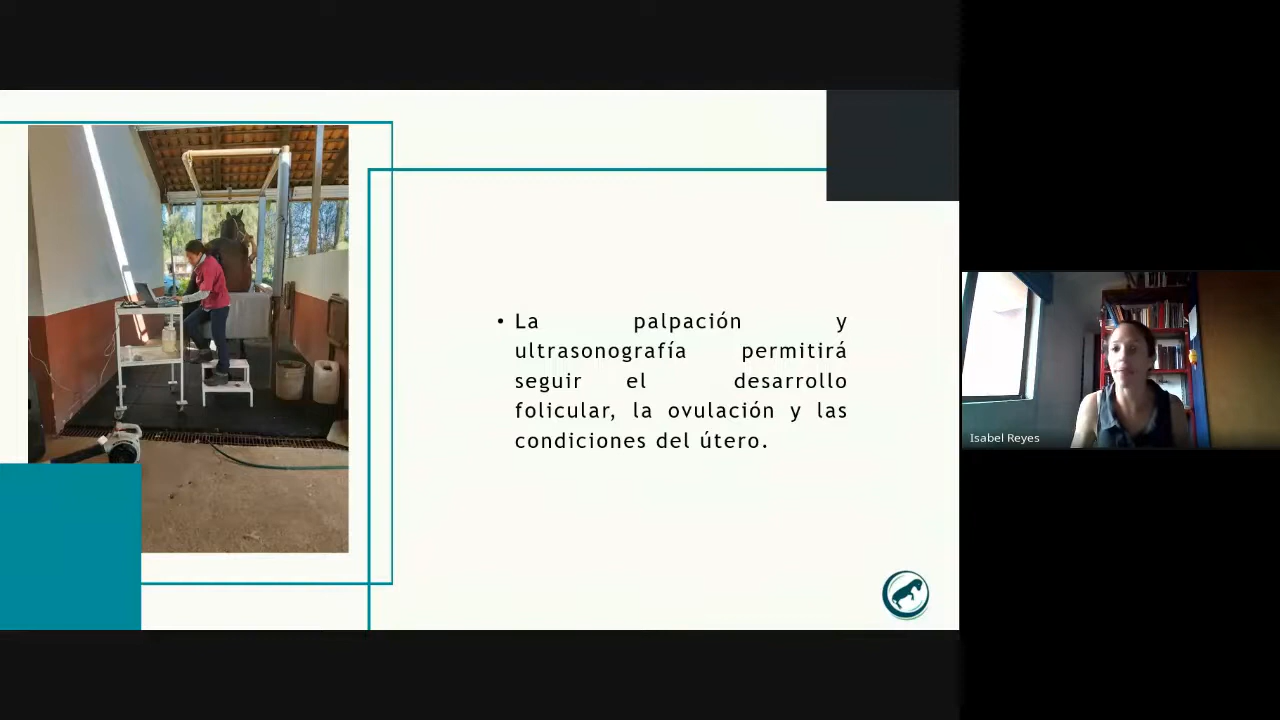 • La palpación y
ultrasonografía permitirá
seguir el desarrollo
folicular, la ovulación y las
condiciones del útero.
Isabel Reyes